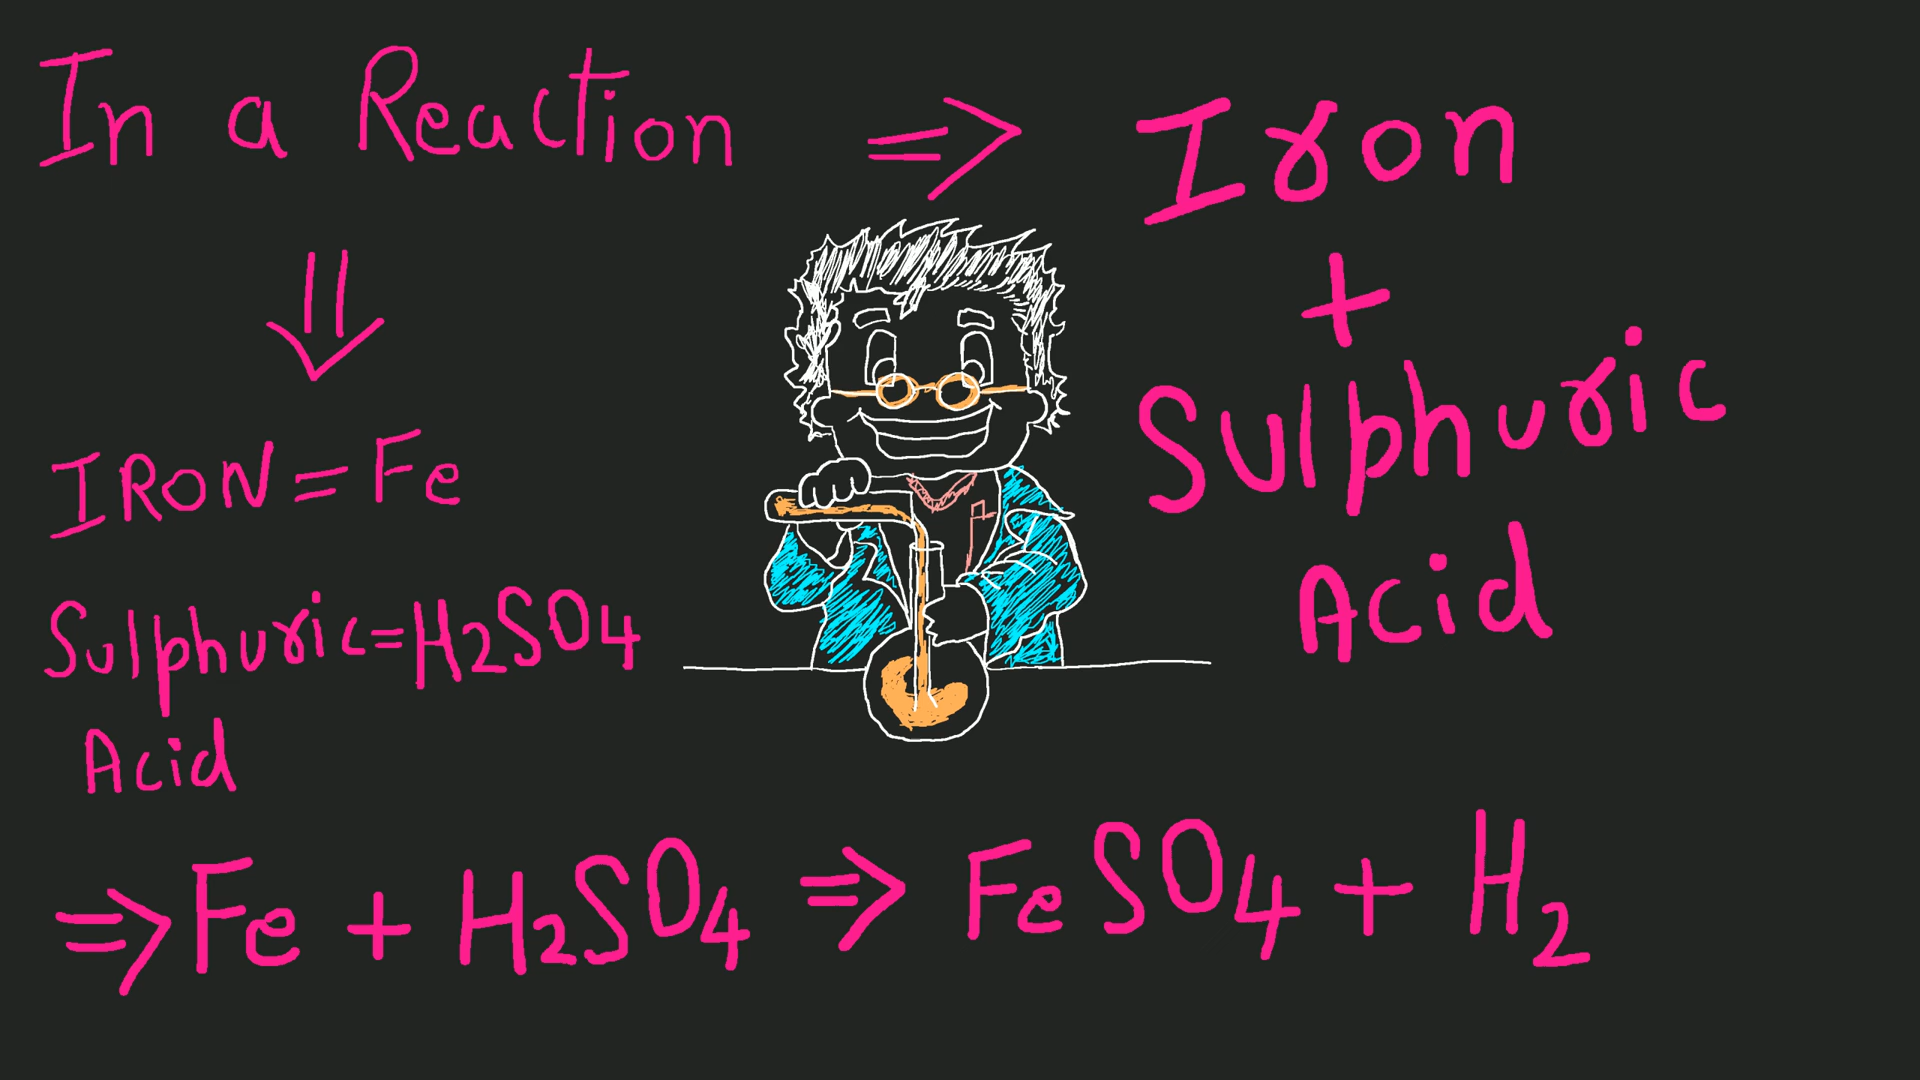 In a Reaction ⇒ Iron
+
Sulphuric
Acid
⇓
IRON = Fe
Sulphuric = H2SO4
Acid
⇒ Fe + H2SO4 ⇒ FeSO4 + H2